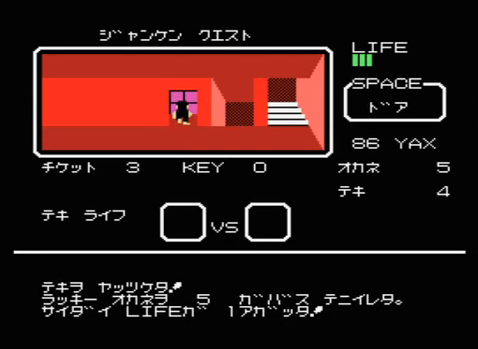 ジャンケン クエスト
LIFE
SPACE
ドア
86 YAX
チケット 3 KEY 0
オカネ 5
テキ 4
テキ ライフ
VS
テキヲ ヤッツケタ!
ラッキー オカネヲ 5 ガバス テニイレタ。
サイダイ LIFEガ 1アガッタ!